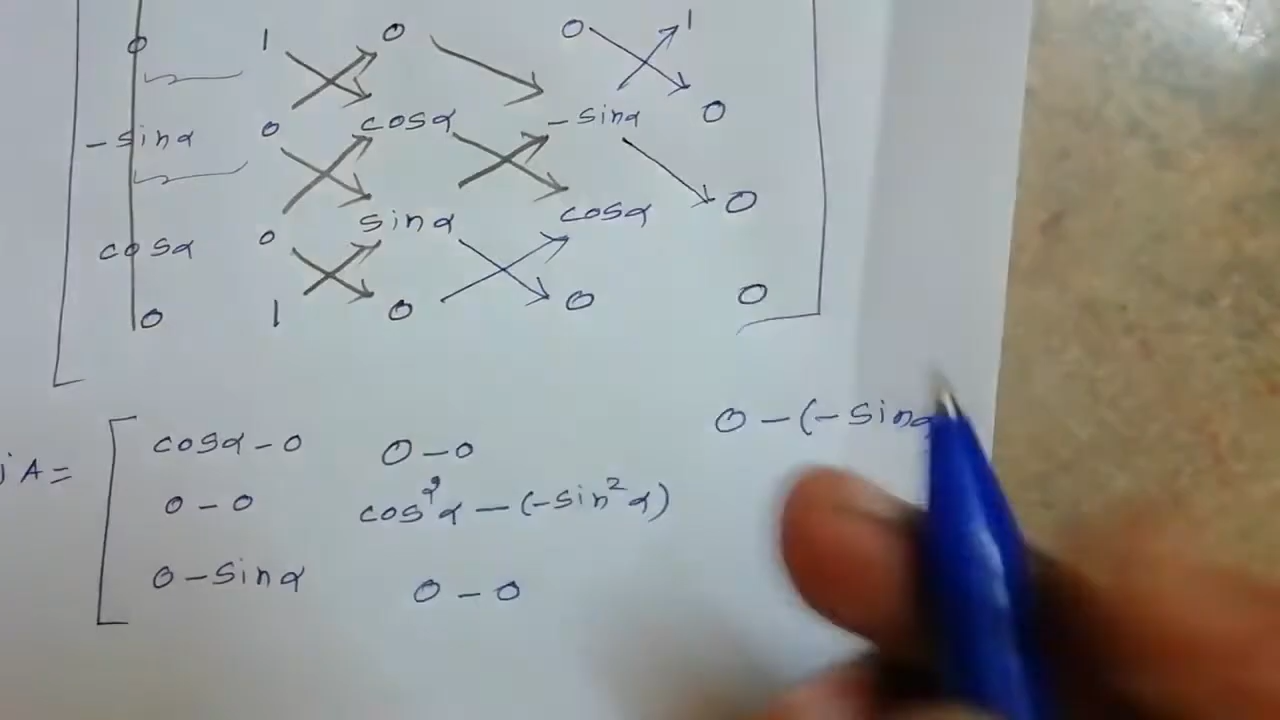 0 1 0 0 1
-sinα 0 cosα -sinα 0
cosα 0 sinα cosα 0
0 1 0 0 0
j A = cosα - 0 0 - 0 0 - (-sinα
0 - 0 cos²α - (-sin²α)
0 - sinα 0 - 0